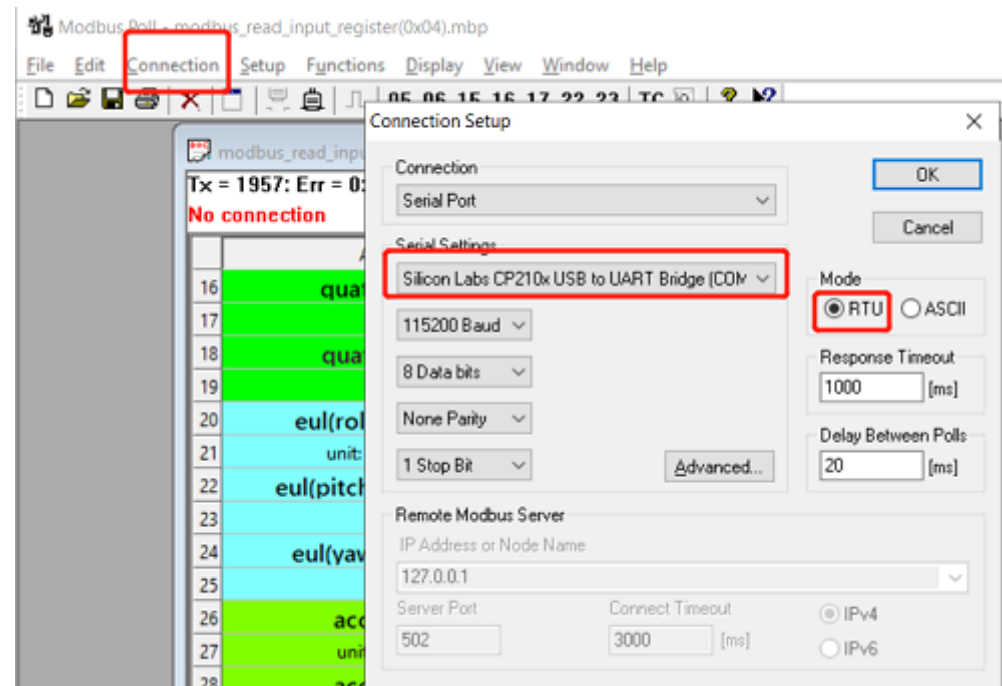 Modbus Poll - modbus_read_input_register(0x04).mbp
File Edit Connection Setup Functions Display View Window Help
05 06 15 16 17 22 23 TC
Connection Setup
modbus_read_inpu
Tx = 1957: Err = 0:
No connection
Connection
Serial Port
OK
Cancel
Serial Settings
Silicon Labs CP210x USB to UART Bridge (COM
Mode
RTU ASCII
115200 Baud
8 Data bits
None Parity
1 Stop Bit
Advanced...
Response Timeout
1000 [ms]
Delay Between Polls
20 [ms]
Remote Modbus Server
IP Address or Node Name
127.0.0.1
Server Port
502
Connect Timeout
3000 [ms]
IPv4
IPv6
16 quat
17
18 quat
19
20 eul(rol
21 unit:
22 eul(pitch
23
24 eul(yaw
25
26 acc
27 unit
28 acc